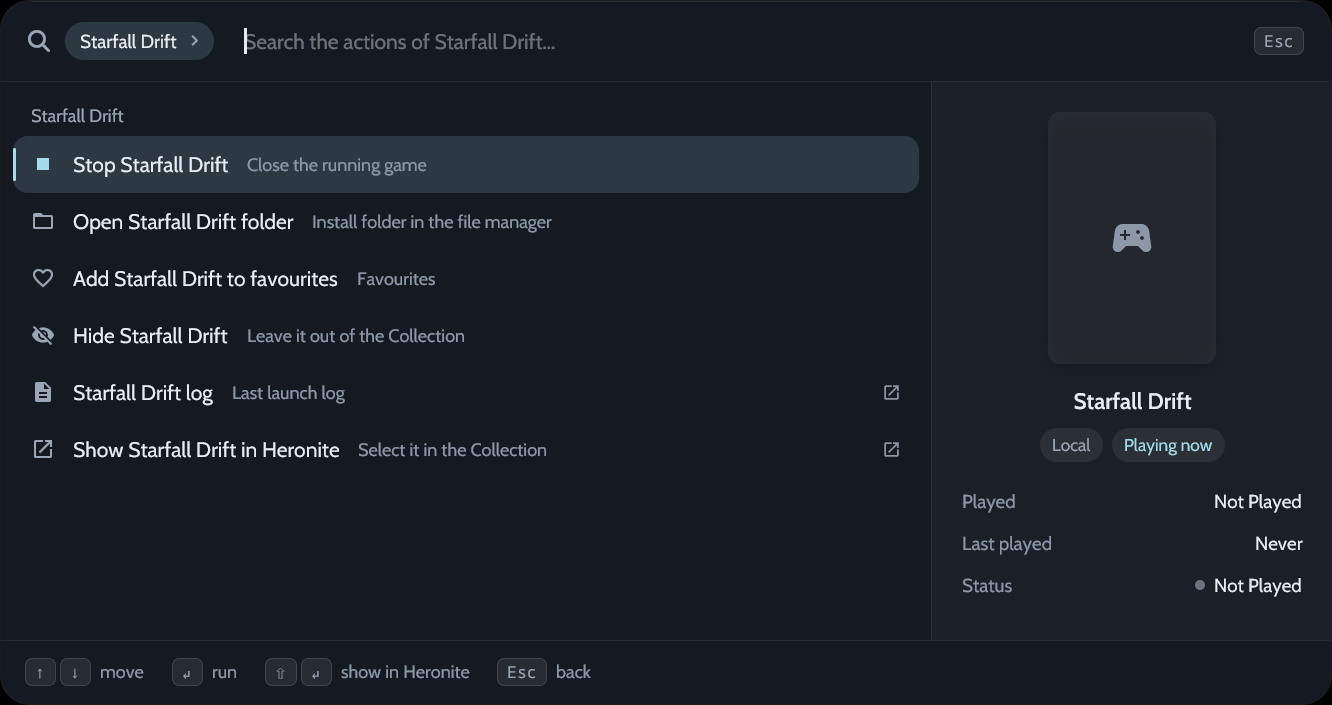 Starfall Drift
Search the actions of Starfall Drift...
Esc
Starfall Drift
Stop Starfall Drift Close the running game
Open Starfall Drift folder Install folder in the file manager
Add Starfall Drift to favourites Favourites
Hide Starfall Drift Leave it out of the Collection
Starfall Drift log Last launch log
Show Starfall Drift in Heronite Select it in the Collection
Starfall Drift
Local Playing now
Played Not Played
Last played Never
Status Not Played
↑ ↓ move ↵ run ⇧ ↵ show in Heronite Esc back